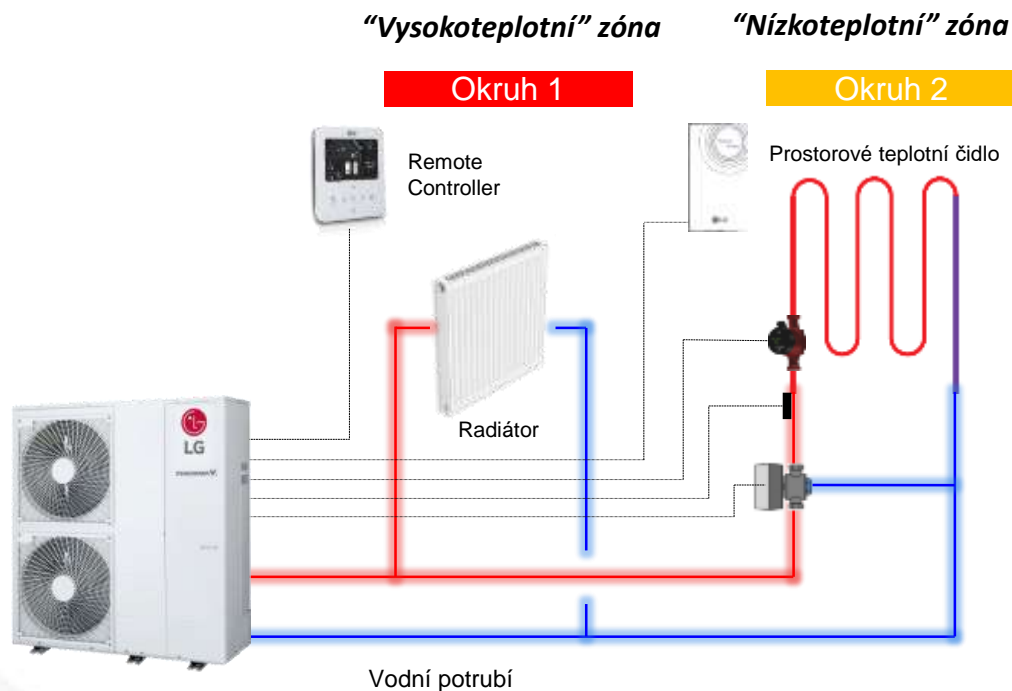 “Vysokoteplotní” zóna
“Nízkoteplotní” zóna
Okruh 1
Okruh 2
Remote
Controller
Prostorové teplotní čidlo
Radiátor
LG
Vodní potrubí